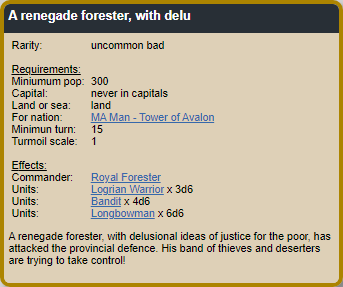 A renegade forester, with delu
Rarity: uncommon bad
Requirements:
Miniumum pop: 300
Capital: never in capitals
Land or sea: land
For nation: MA Man - Tower of Avalon
Minimun turn: 15
Turmoil scale: 1
Effects:
Commander: Royal Forester
Units: Logrian Warrior x 3d6
Units: Bandit x 4d6
Units: Longbowman x 6d6
A renegade forester, with delusional ideas of justice for the poor, has
attacked the provincial defence. His band of thieves and deserters
are trying to take control!